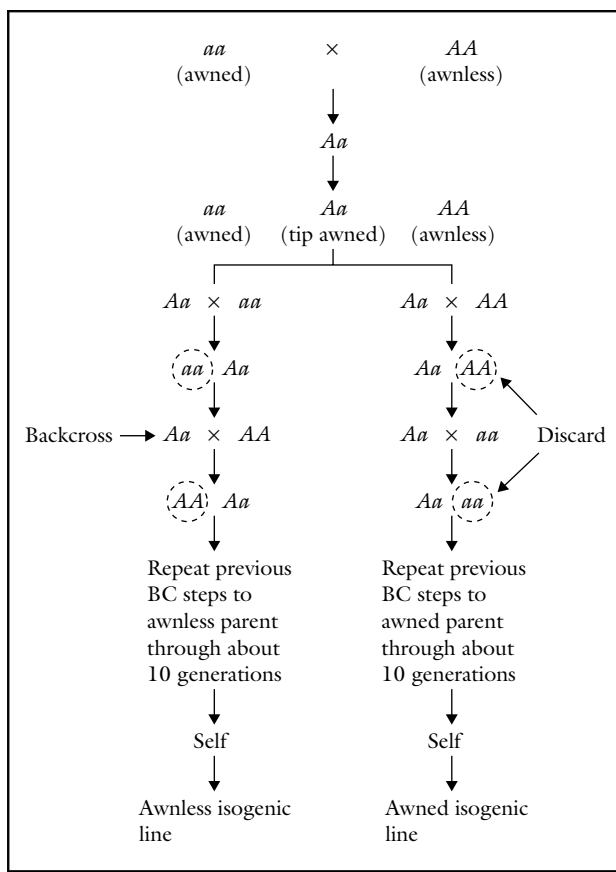 aa × AA
(awned) (awnless)
Aa
aa Aa AA
(awned) (tip awned) (awnless)
Aa × aa Aa × AA
aa Aa Aa AA
Backcross Aa × AA Aa × aa Discard
AA Aa Aa aa
Repeat previous
BC steps to
awnless parent
through about
10 generations
Repeat previous
BC steps to
awned parent
through about
10 generations
Self Self
Awnless isogenic
line
Awned isogenic
line